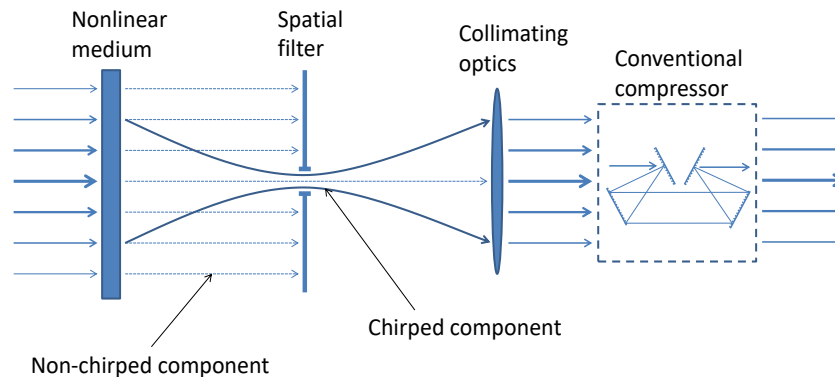 Nonlinear
medium
Spatial
filter
Collimating
optics
Conventional
compressor
Chirped component
Non-chirped component